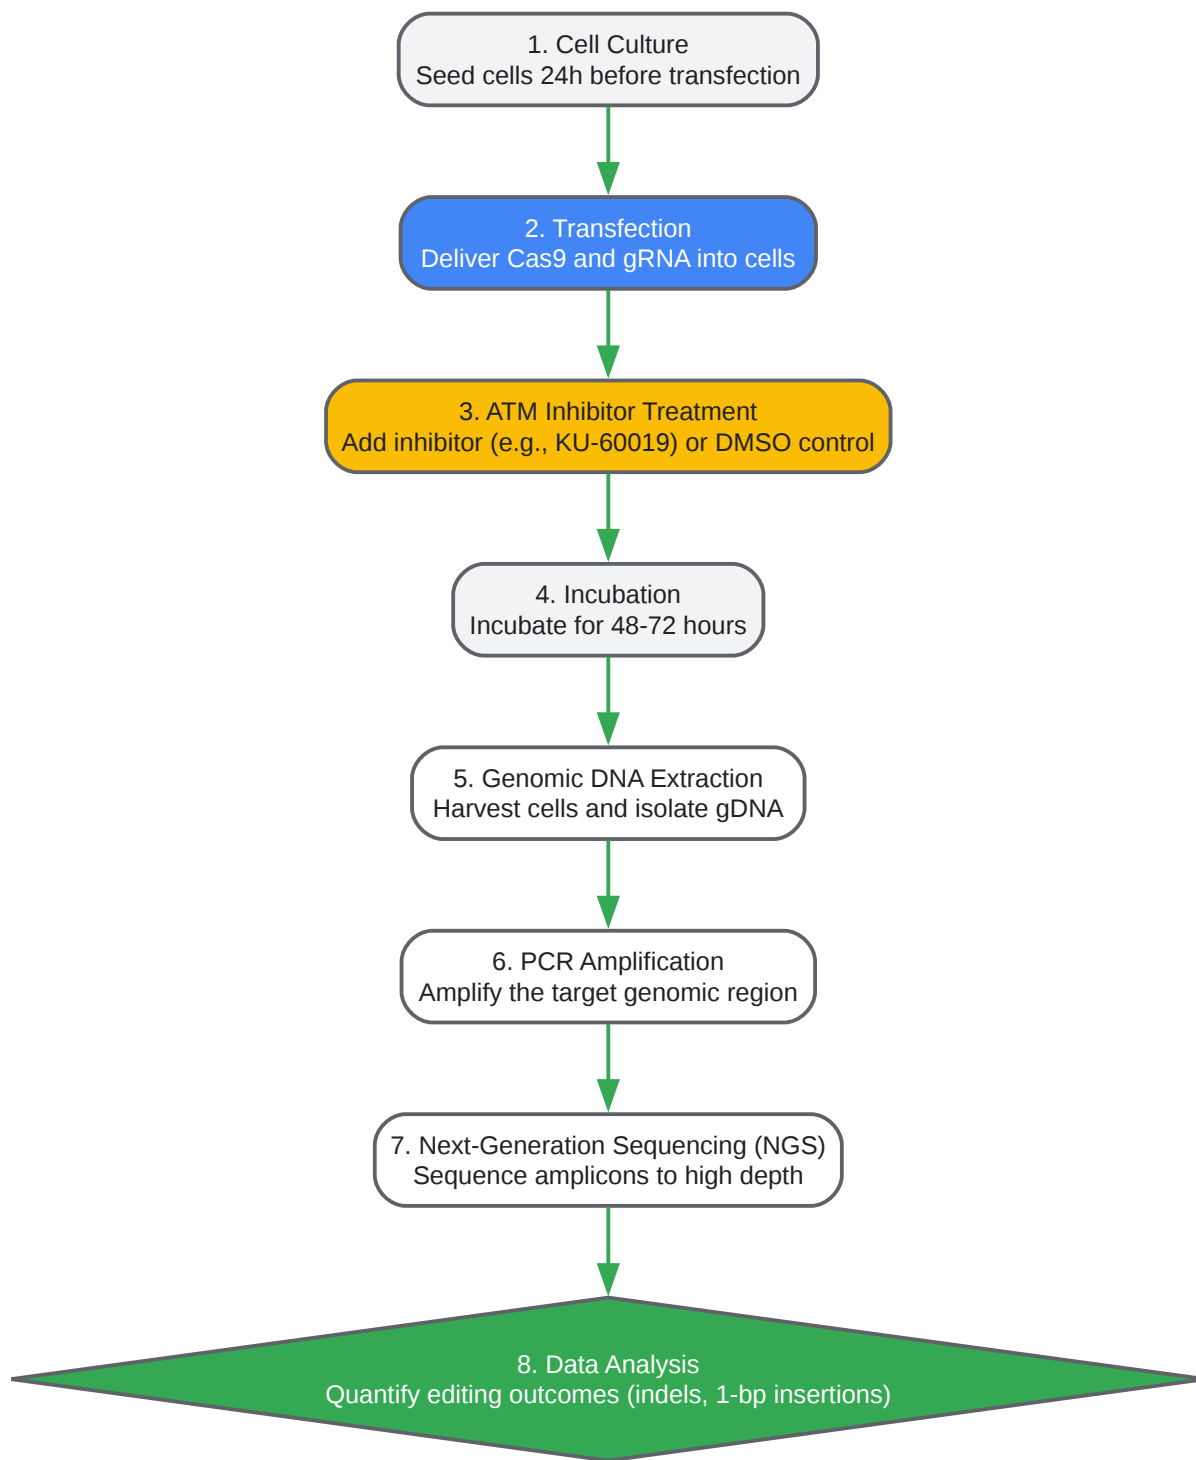 1. Cell Culture
Seed cells 24h before transfection
2. Transfection
Deliver Cas9 and gRNA into cells
3. ATM Inhibitor Treatment
Add inhibitor (e.g., KU-60019) or DMSO control
4. Incubation
Incubate for 48-72 hours
5. Genomic DNA Extraction
Harvest cells and isolate gDNA
6. PCR Amplification
Amplify the target genomic region
7. Next-Generation Sequencing (NGS)
Sequence amplicons to high depth
8. Data Analysis
Quantify editing outcomes (indels, 1-bp insertions)